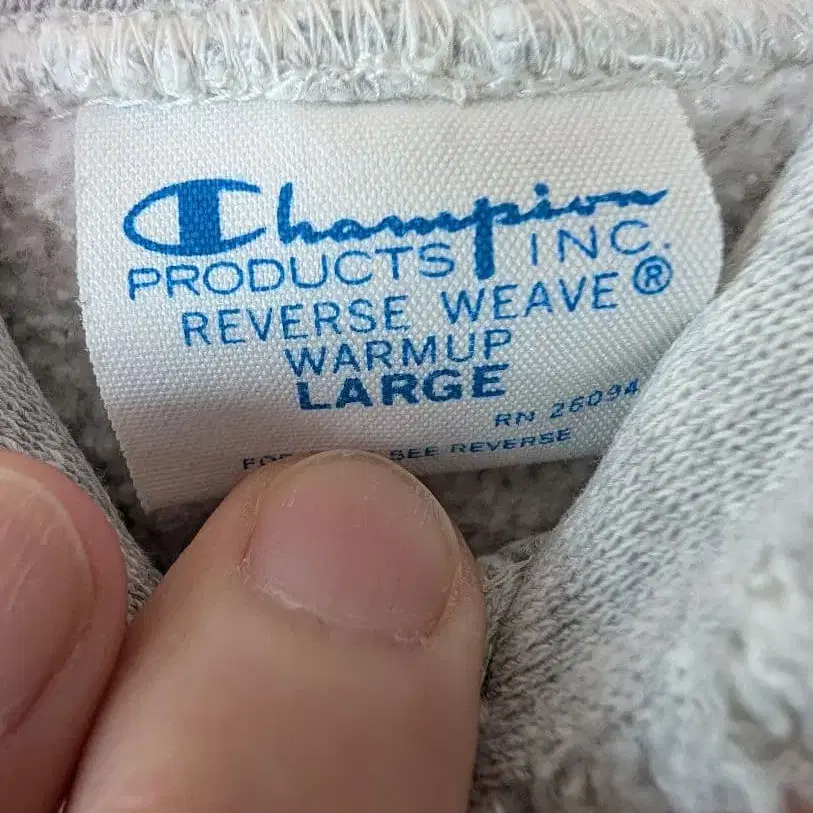 Champion
PRODUCTS INC.
REVERSE WEAVE®
WARMUP
LARGE
RN 26094
SEE REVERSE